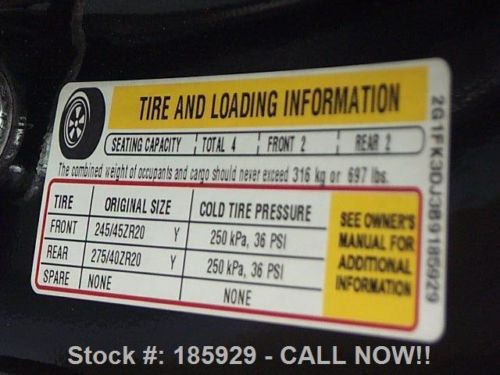 TIRE AND LOADING INFORMATION
SEATING CAPACITY TOTAL 4 FRONT 2 REAR 2
The combined weight of occupants and cargo should never exceed 316 kg or 697 lbs.
TIRE ORIGINAL SIZE COLD TIRE PRESSURE
FRONT 245/45ZR20 Y 250 kPa, 36 PSI
REAR 275/40ZR20 Y 250 kPa, 36 PSI
SPARE NONE NONE
SEE OWNER'S
MANUAL FOR
ADDITIONAL
INFORMATION
2G1FK3DJ3B9185929
Stock #: 185929 - CALL NOW!!